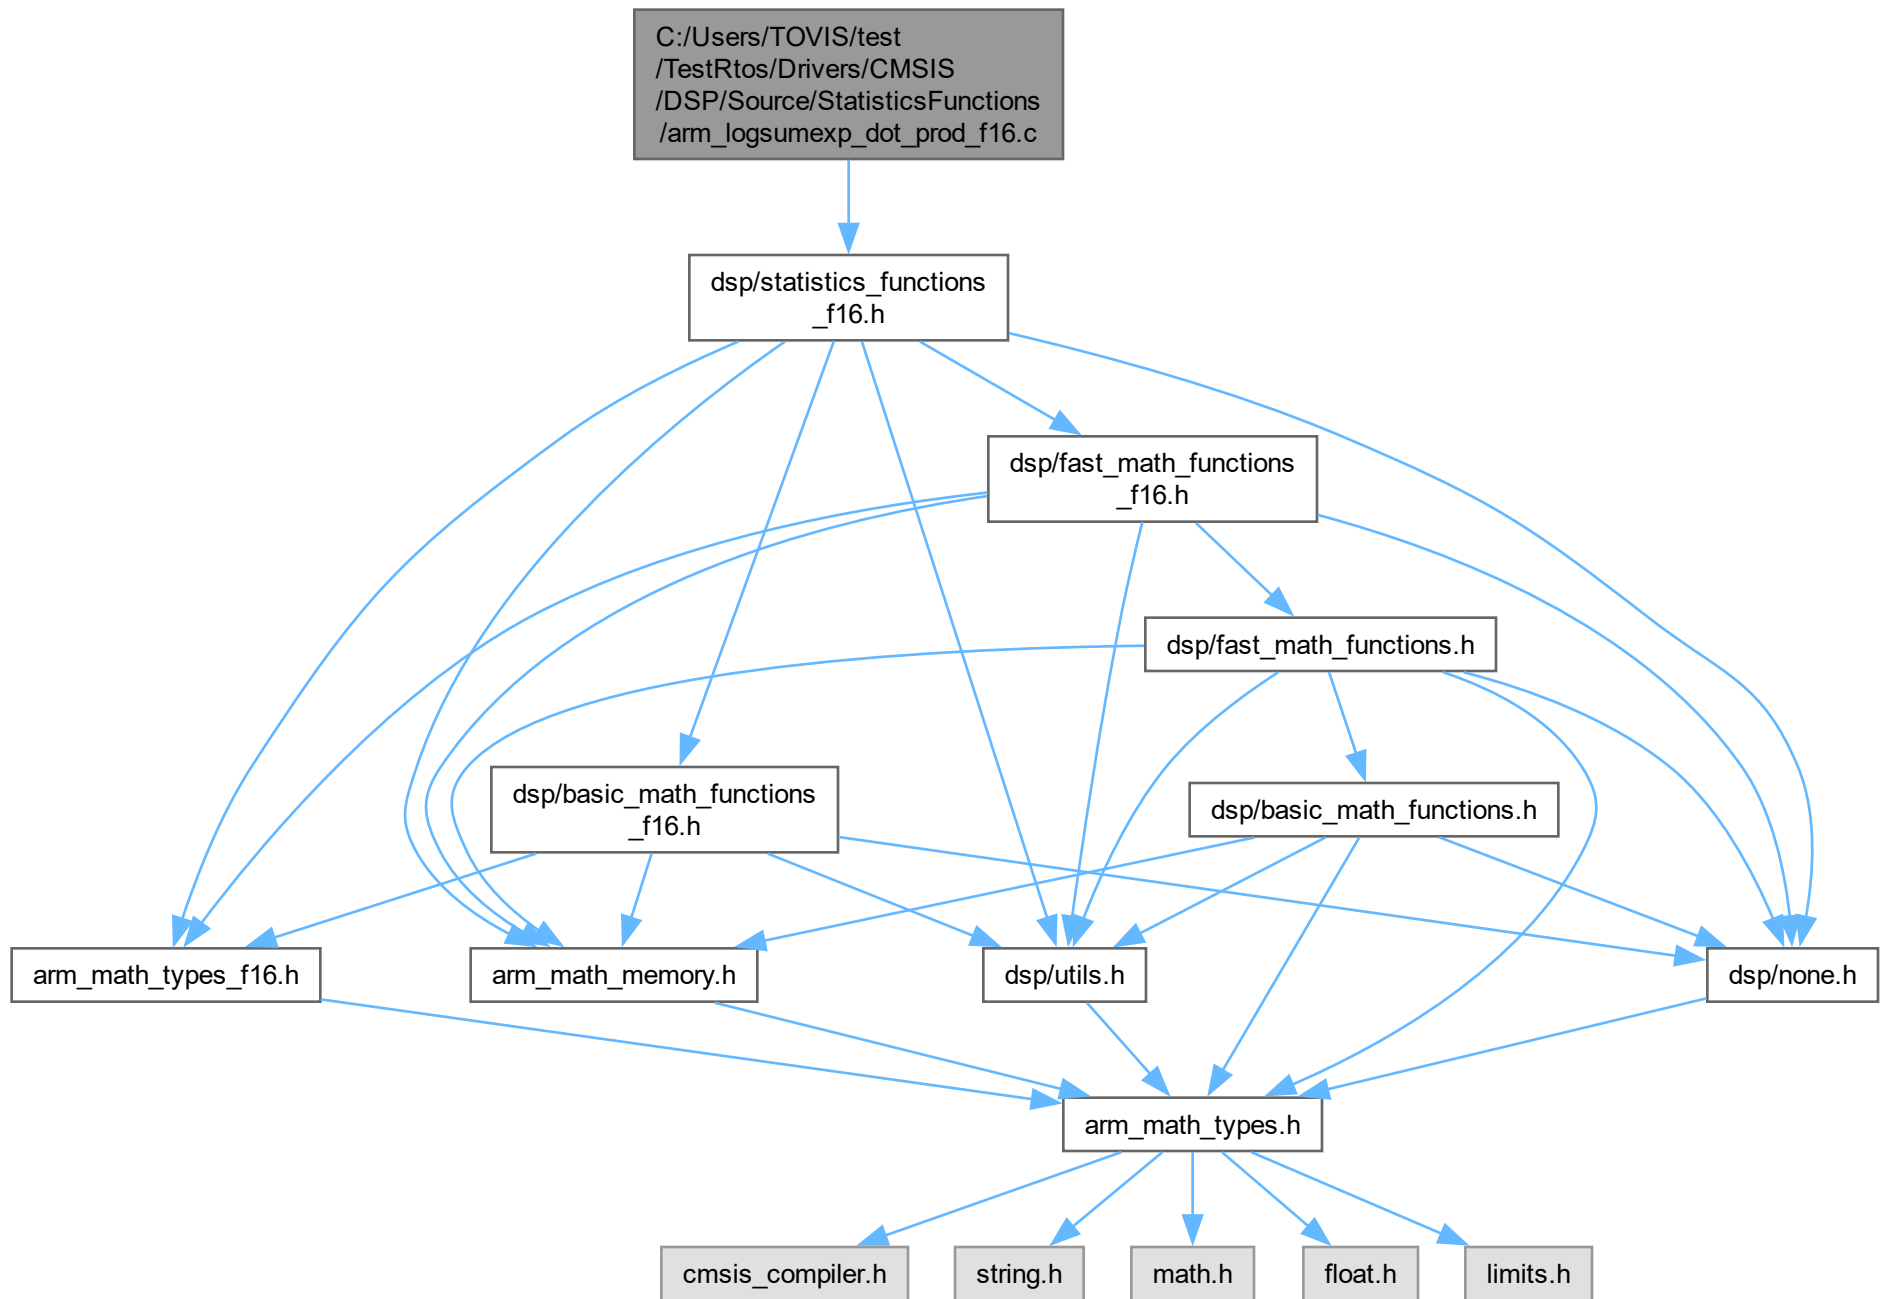 C:/Users/TOVIS/test
/TestRtos/Drivers/CMSIS
/DSP/Source/StatisticsFunctions
/arm_logsumexp_dot_prod_f16.c
dsp/statistics_functions
_f16.h
dsp/fast_math_functions
_f16.h
dsp/fast_math_functions.h
dsp/basic_math_functions
_f16.h
dsp/basic_math_functions.h
arm_math_types_f16.h
arm_math_memory.h
dsp/utils.h
dsp/none.h
arm_math_types.h
cmsis_compiler.h
string.h
math.h
float.h
limits.h